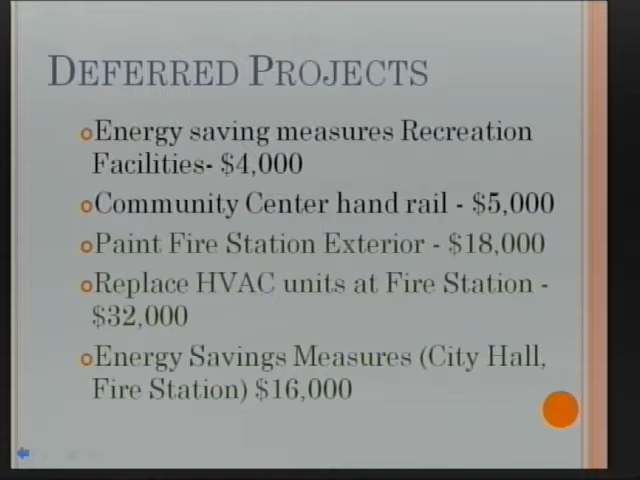 DEFERRED PROJECTS
Energy saving measures Recreation
Facilities- $4,000
Community Center hand rail - $5,000
Paint Fire Station Exterior - $18,000
Replace HVAC units at Fire Station -
$32,000
Energy Savings Measures (City Hall,
Fire Station) $16,000